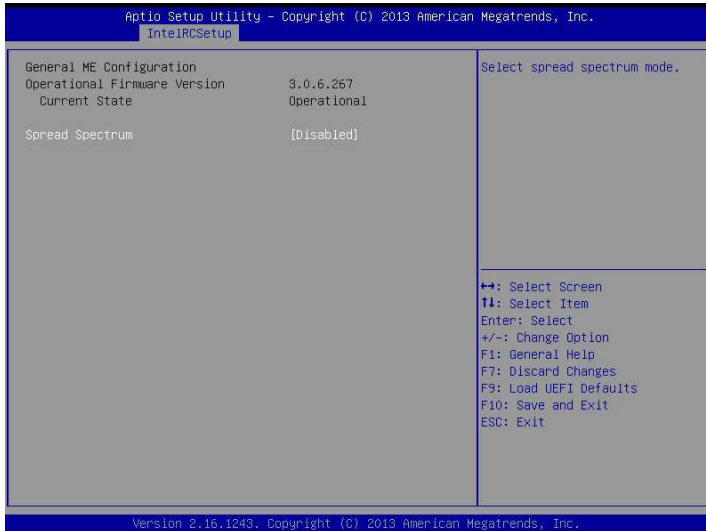 Aptio Setup Utility – Copyright (C) 2013 American Megatrends, Inc.
IntelRCSetup
General ME Configuration
Operational Firmware Version 3.0.6.267
Current State Operational
Spread Spectrum [Disabled]
Select spread spectrum mode.
↔: Select Screen
↑↓: Select Item
Enter: Select
+/-: Change Option
F1: General Help
F7: Discard Changes
F9: Load UEFI Defaults
F10: Save and Exit
ESC: Exit
Version 2.16.1243. Copyright (C) 2013 American Megatrends, Inc.